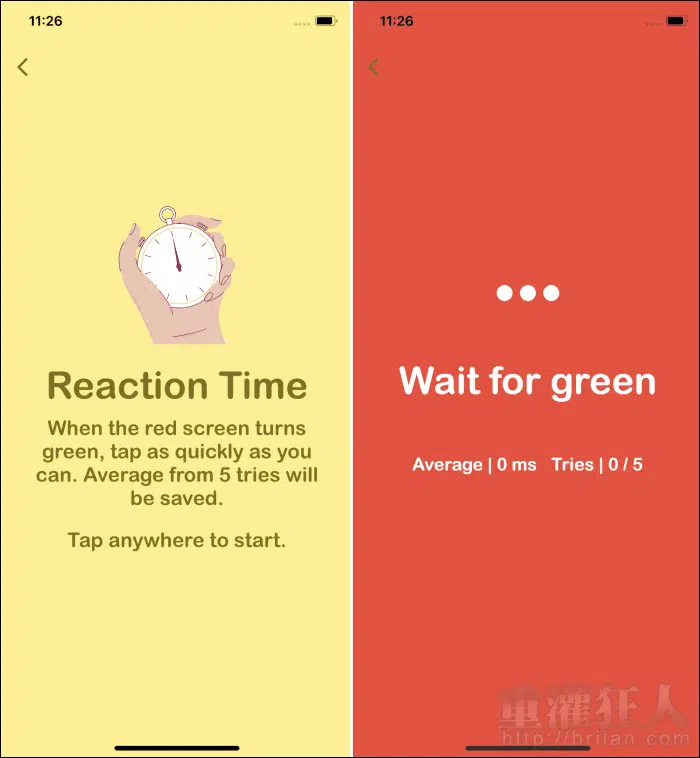 11:26
Reaction Time
When the red screen turns
green, tap as quickly as you
can. Average from 5 tries will
be saved.
Tap anywhere to start.
11:26
Wait for green
Average | 0 ms Tries | 0 / 5
重灌狂人
http://briian.com